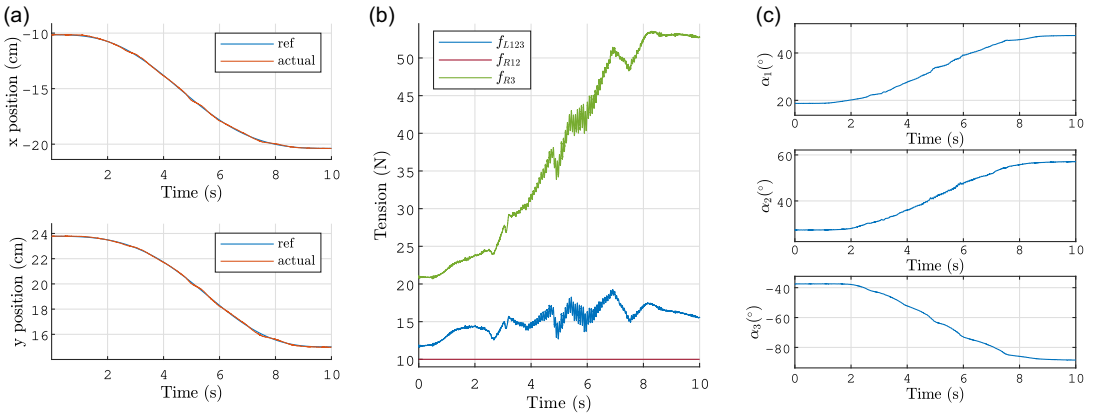 (a)
x position (cm)
-10
-15
-20
ref
actual
2 4 6 8 10
Time (s)
y position (cm)
24
22
20
18
16
ref
actual
2 4 6 8 10
Time (s)
(b)
Tension (N)
55
50
45
40
35
30
25
20
15
10
f_{L123}
f_{R12}
f_{R3}
0 2 4 6 8 10
Time (s)
(c)
α₁(°)
40
20
0 2 4 6 8 10
Time (s)
α₂(°)
60
40
0 2 4 6 8 10
Time (s)
α₃(°)
-40
-60
-80
0 2 4 6 8 10
Time (s)